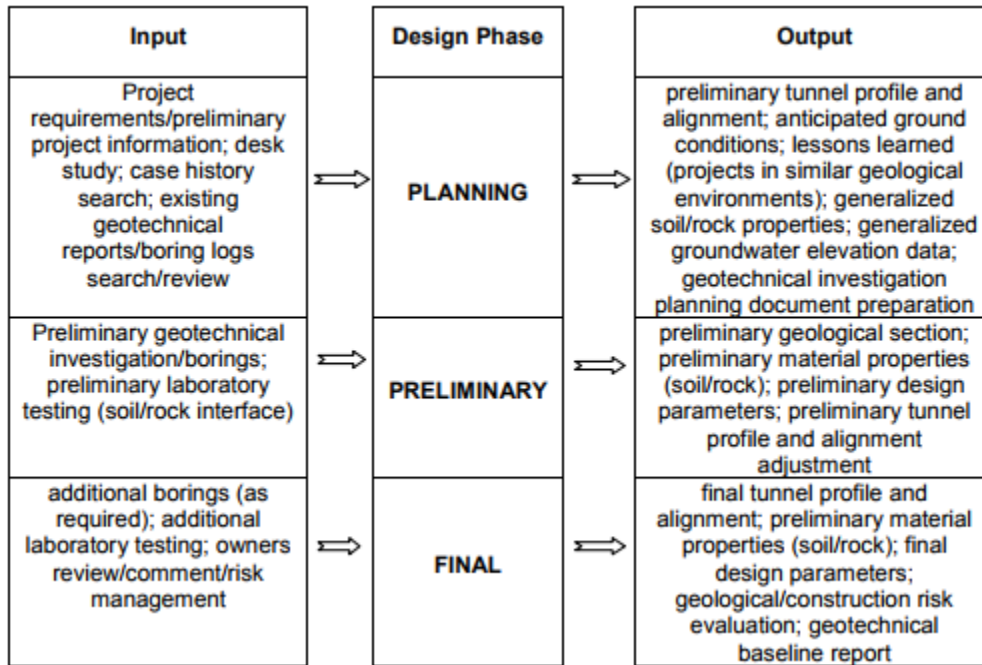 Input
Design Phase
Output
Project
requirements/preliminary
project information; desk
study; case history
search; existing
geotechnical
reports/boring logs
search/review
PLANNING
preliminary tunnel profile and
alignment; anticipated ground
conditions; lessons learned
(projects in similar geological
environments); generalized
soil/rock properties; generalized
groundwater elevation data;
geotechnical investigation
planning document preparation
Preliminary geotechnical
investigation/borings;
preliminary laboratory
testing (soil/rock interface)
PRELIMINARY
preliminary geological section;
preliminary material properties
(soil/rock); preliminary design
parameters; preliminary tunnel
profile and alignment
adjustment
additional borings (as
required); additional
laboratory testing; owners
review/comment/risk
management
FINAL
final tunnel profile and
alignment; preliminary material
properties (soil/rock); final
design parameters;
geological/construction risk
evaluation; geotechnical
baseline report